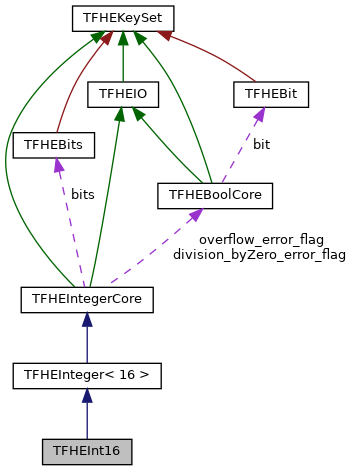 TFHEKeySet
TFHEIO
TFHEBit
TFHEBits
bit
bits
TFHEBoolCore
overflow_error_flag
division_byZero_error_flag
TFHEIntegerCore
TFHEInteger< 16 >
TFHEInt16